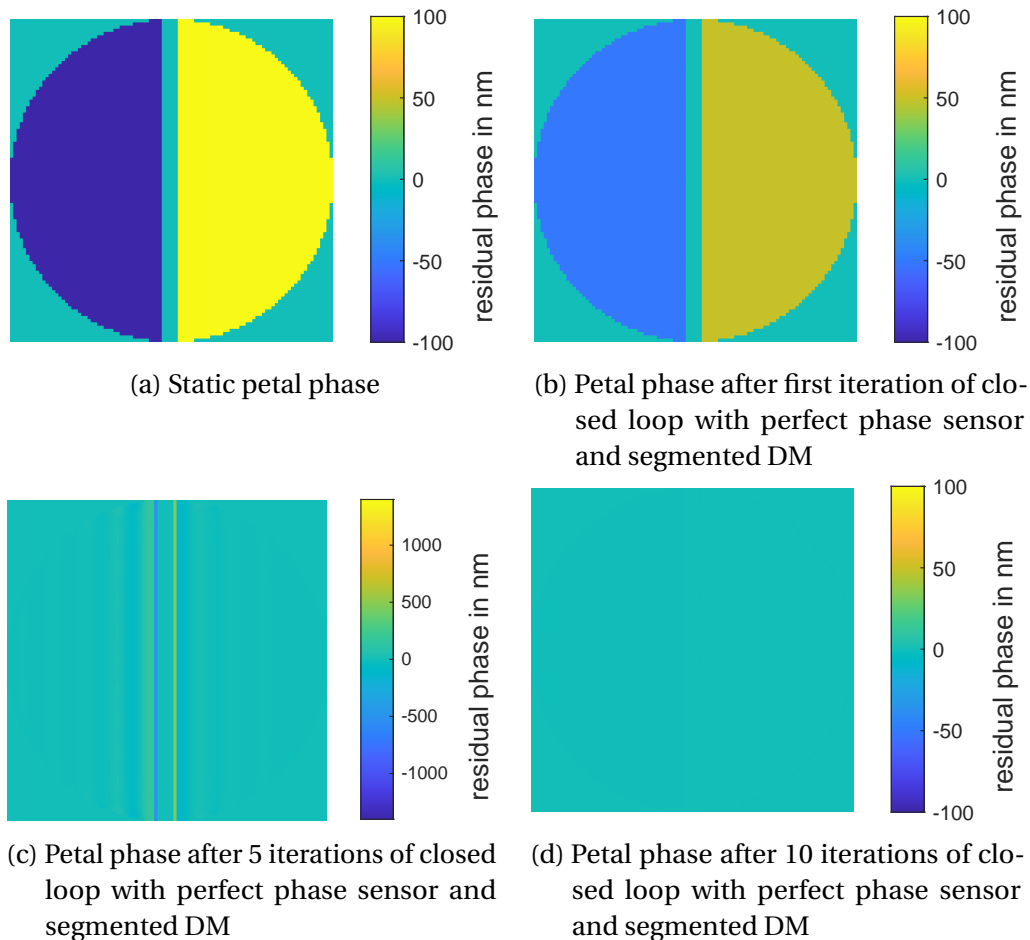 100
50
0
-50
-100
residual phase in nm
(a) Static petal phase
100
50
0
-50
-100
residual phase in nm
(b) Petal phase after first iteration of clo-
sed loop with perfect phase sensor
and segmented DM
1000
500
0
-500
-1000
residual phase in nm
(c) Petal phase after 5 iterations of closed
loop with perfect phase sensor and
segmented DM
100
50
0
-50
-100
residual phase in nm
(d) Petal phase after 10 iterations of clo-
sed loop with perfect phase sensor
and segmented DM